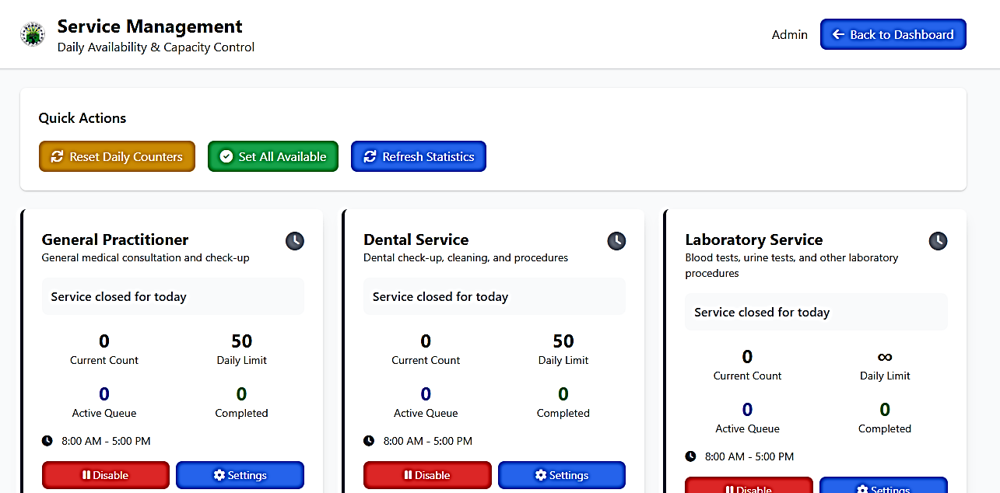 Service Management
Daily Availability & Capacity Control
Admin
Back to Dashboard
Quick Actions
Reset Daily Counters
Set All Available
Refresh Statistics
General Practitioner
General medical consultation and check-up
Service closed for today
0 50
Current Count Daily Limit
0 0
Active Queue Completed
8:00 AM - 5:00 PM
Disable Settings
Dental Service
Dental check-up, cleaning, and procedures
Service closed for today
0 50
Current Count Daily Limit
0 0
Active Queue Completed
8:00 AM - 5:00 PM
Disable Settings
Laboratory Service
Blood tests, urine tests, and other laboratory
procedures
Service closed for today
0 ∞
Current Count Daily Limit
0 0
Active Queue Completed
8:00 AM - 5:00 PM
Disable Settings